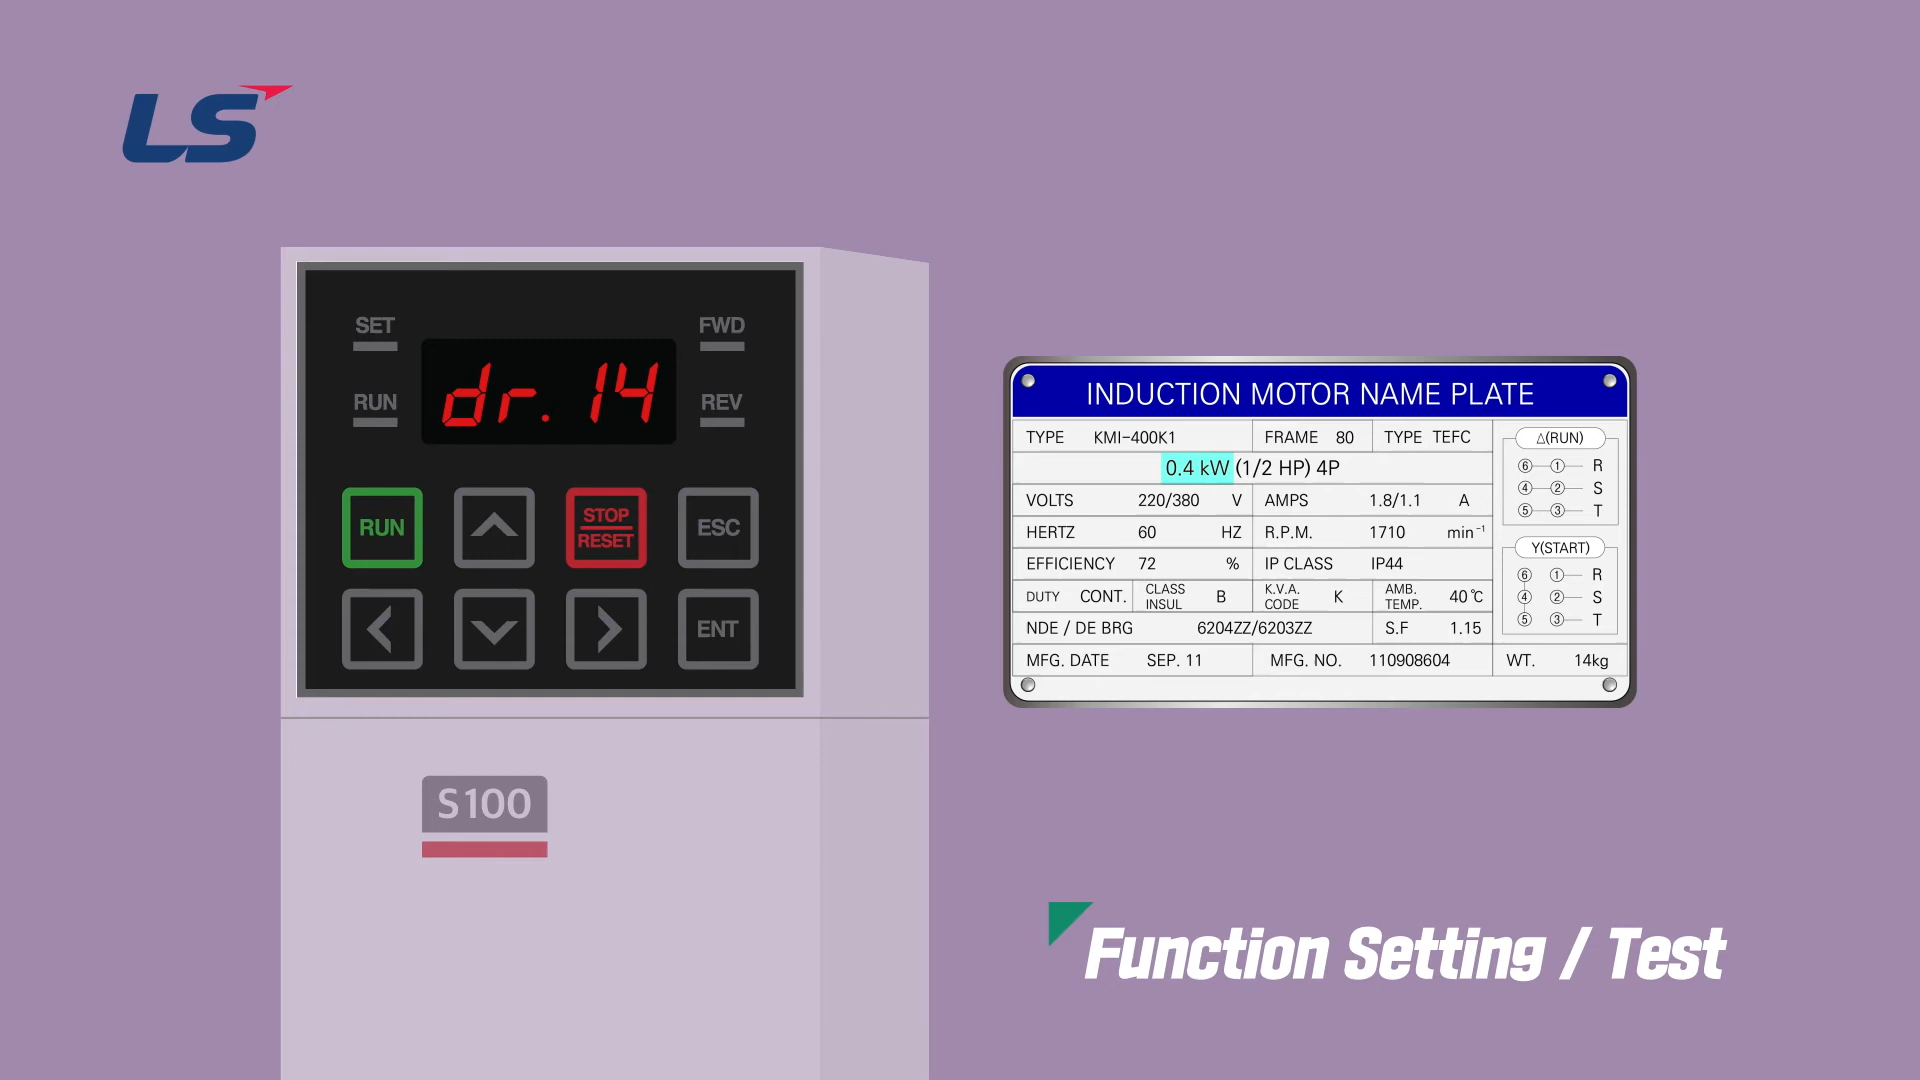 LS
SET
FWD
dr.14
RUN
REV
RUN
STOP
RESET
ESC
ENT
S100
INDUCTION MOTOR NAME PLATE
TYPE KMI-400K1 FRAME 80 TYPE TEFC
0.4 kW (1/2 HP) 4P
VOLTS 220/380 V AMPS 1.8/1.1 A
HERTZ 60 HZ R.P.M. 1710 min⁻¹
EFFICIENCY 72 % IP CLASS IP44
DUTY CONT. CLASS INSUL B K.V.A. CODE K AMB. TEMP. 40℃
NDE / DE BRG 6204ZZ/6203ZZ S.F 1.15
MFG. DATE SEP. 11 MFG. NO. 110908604 WT. 14kg
△(RUN)
⑥ ① R
④ ② S
⑤ ③ T
Y(START)
⑥ ① R
④ ② S
⑤ ③ T
Function Setting / Test